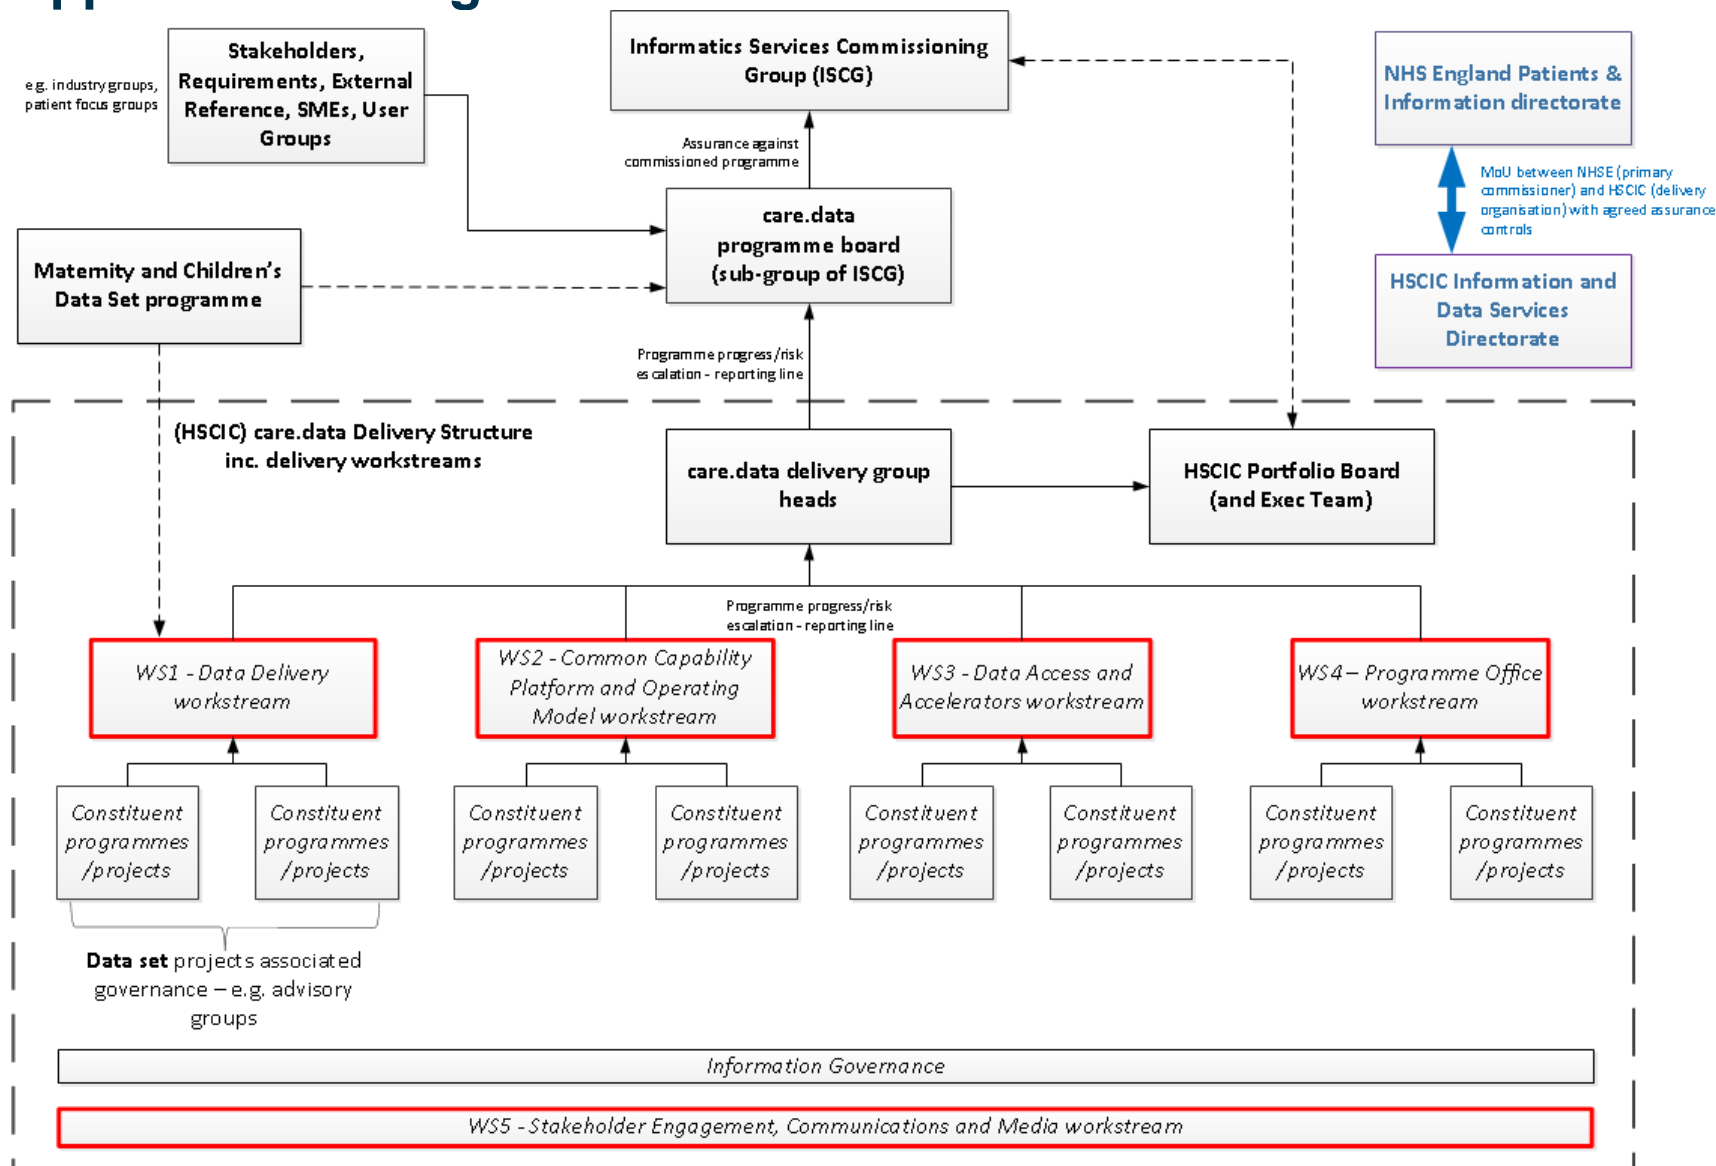 Stakeholders,
Requirements, External
Reference, SMEs, User
Groups
e.g. industry groups,
patient focus groups
Informatics Services Commissioning
Group (ISCG)
NHS England Patients &
Information directorate
Assurance against
commissioned programme
MoU between NHSE (primary
commissioner) and HSCIC (delivery
organisation) with agreed assurance
controls
care.data
programme board
(sub-group of ISCG)
Maternity and Children's
Data Set programme
HSCIC Information and
Data Services
Directorate
Programme progress/risk
escalation - reporting line
(HSCIC) care.data Delivery Structure
inc. delivery workstreams
care.data delivery group
heads
HSCIC Portfolio Board
(and Exec Team)
Programme progress/risk
escalation - reporting line
WS1 - Data Delivery
workstream
WS2 - Common Capability
Platform and Operating
Model workstream
WS3 - Data Access and
Accelerators workstream
WS4 – Programme Office
workstream
Constituent
programmes
/projects
Constituent
programmes
/projects
Constituent
programmes
/projects
Constituent
programmes
/projects
Constituent
programmes
/projects
Constituent
programmes
/projects
Constituent
programmes
/projects
Constituent
programmes
/projects
Data set projects associated
governance – e.g. advisory
groups
Information Governance
WS5 - Stakeholder Engagement, Communications and Media workstream